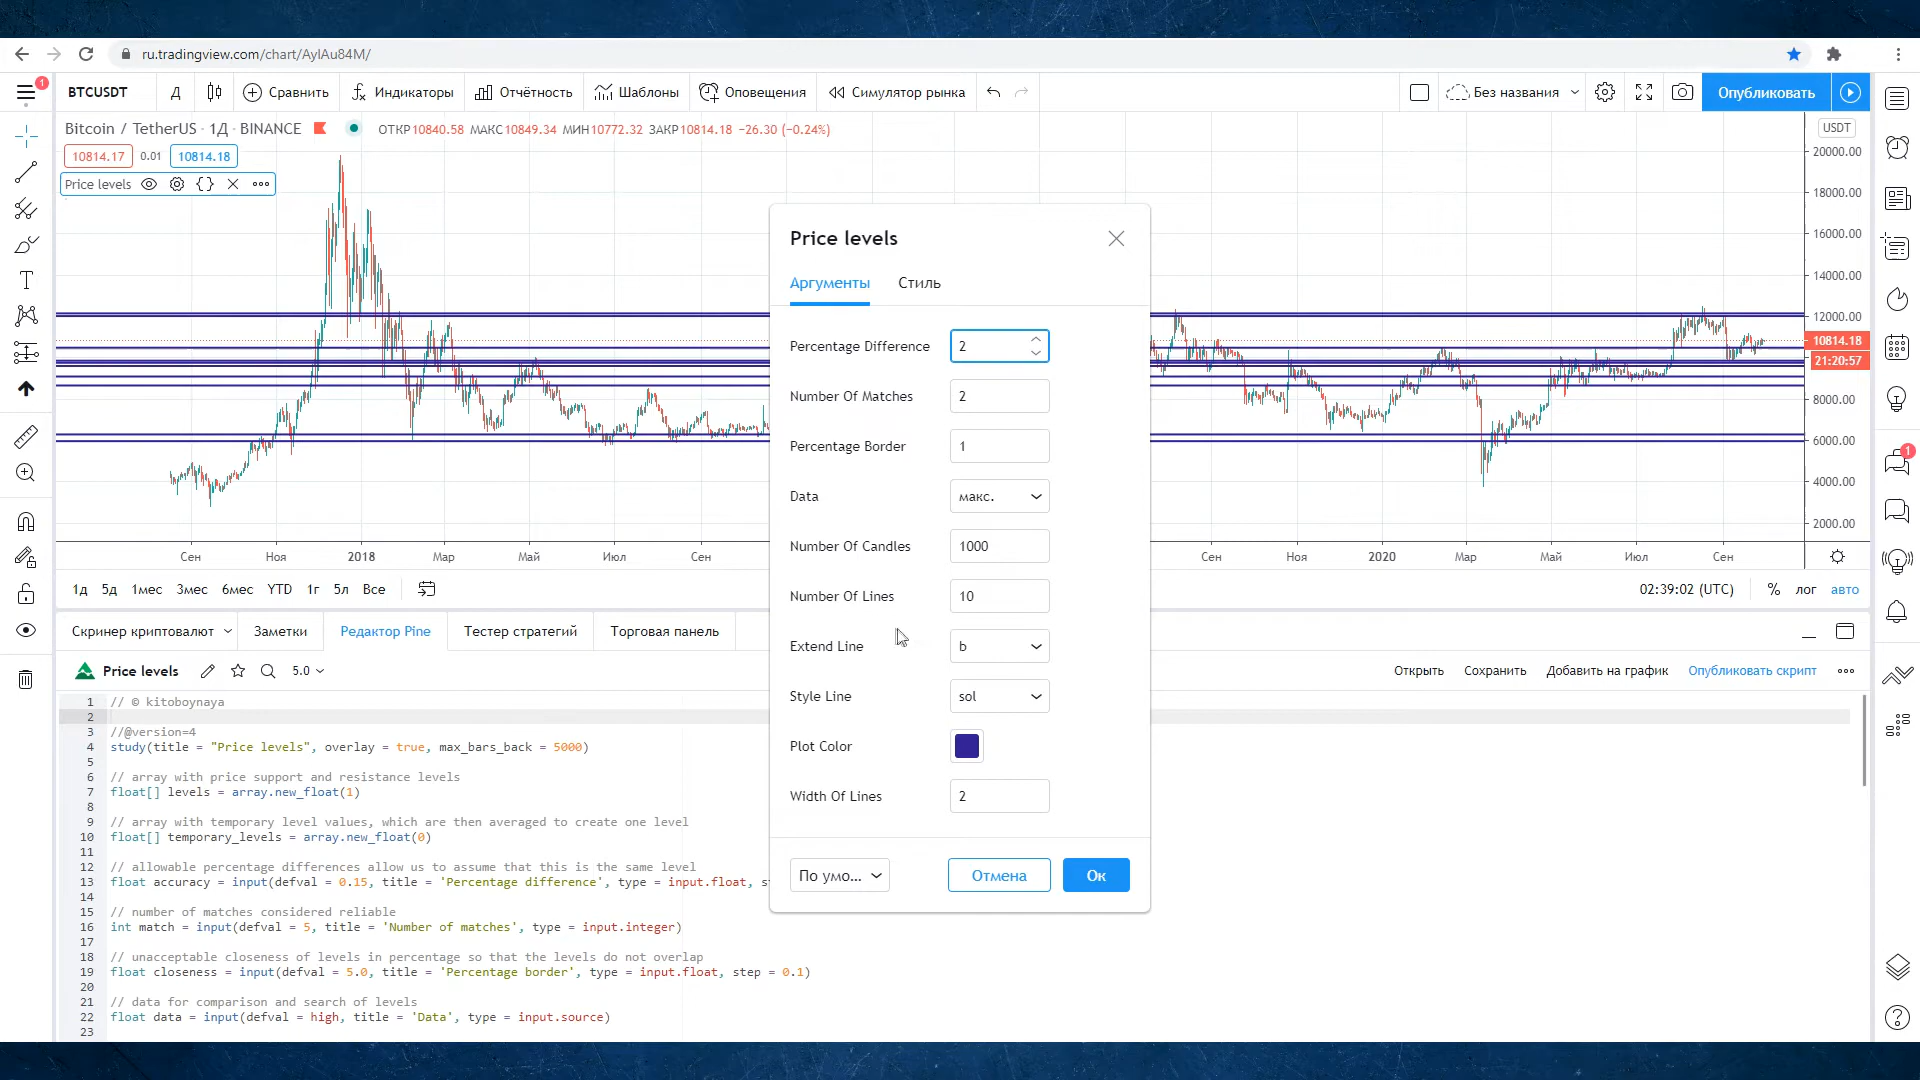 ru.tradingview.com/chart/AylAu84M/
1
BTCUSDT
Д
Сравнить
Индикаторы
Отчётность
Шаблоны
Оповещения
Симулятор рынка
Без названия
Опубликовать
Bitcoin / TetherUS · 1Д · BINANCE
ОТКР10840.58 МАКС10849.34 МИН10772.32 ЗАКР10814.18 −26.30 (−0.24%)
USDT
10814.17
0.01
10814.18
Price levels
20000.00
18000.00
16000.00
14000.00
12000.00
10814.18
21:20:57
8000.00
6000.00
4000.00
2000.00
Сен
Ноя
2018
Мар
Май
Июл
Сен
Сен
Ноя
2020
Мар
Май
Июл
Сен
1д
5д
1мес
3мес
6мес
YTD
1г
5л
Все
02:39:02 (UTC)
%
лог
авто
1
Price levels
Аргументы
Стиль
Percentage Difference
2
Number Of Matches
2
Percentage Border
1
Data
макс.
Number Of Candles
1000
Number Of Lines
10
Extend Line
b
Style Line
sol
Plot Color
Width Of Lines
2
По умо...
Отмена
Ок
Скринер криптовалют
Заметки
Редактор Pine
Тестер стратегий
Торговая панель
Price levels
5.0
Открыть
Сохранить
Добавить на график
Опубликовать скрипт
1 // © kitoboynaya
2
3 //@version=4
4 study(title = "Price levels", overlay = true, max_bars_back = 5000)
5
6 // array with price support and resistance levels
7 float[] levels = array.new_float(1)
8
9 // array with temporary level values, which are then averaged to create one level
10 float[] temporary_levels = array.new_float(0)
11
12 // allowable percentage differences allow us to assume that this is the same level
13 float accuracy = input(defval = 0.15, title = 'Percentage difference', type = input.float, s
14
15 // number of matches considered reliable
16 int match = input(defval = 5, title = 'Number of matches', type = input.integer)
17
18 // unacceptable closeness of levels in percentage so that the levels do not overlap
19 float closeness = input(defval = 5.0, title = 'Percentage border', type = input.float, step = 0.1)
20
21 // data for comparison and search of levels
22 float data = input(defval = high, title = 'Data', type = input.source)
23